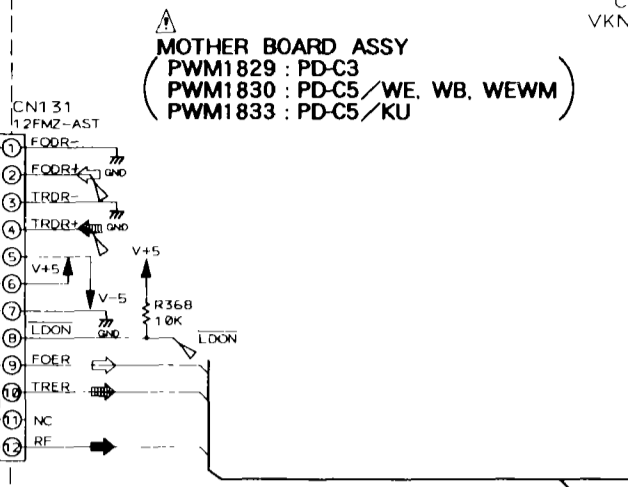 C
VKN
MOTHER BOARD ASSY
PWM1829 : PD-C3
PWM1830 : PD-C5/WE, WB, WEWM
PWM1833 : PD-C5/KU
CN131
12FMZ-AST
1 FODR-
GND
2 FODR+
3 TRDR-
GND
4 TRDR+
5
V+5
V+5
6
V-5
7
GND
R368
10K
8 LDON
LDON
9 FOER
10 TRER
11 NC
12 RF